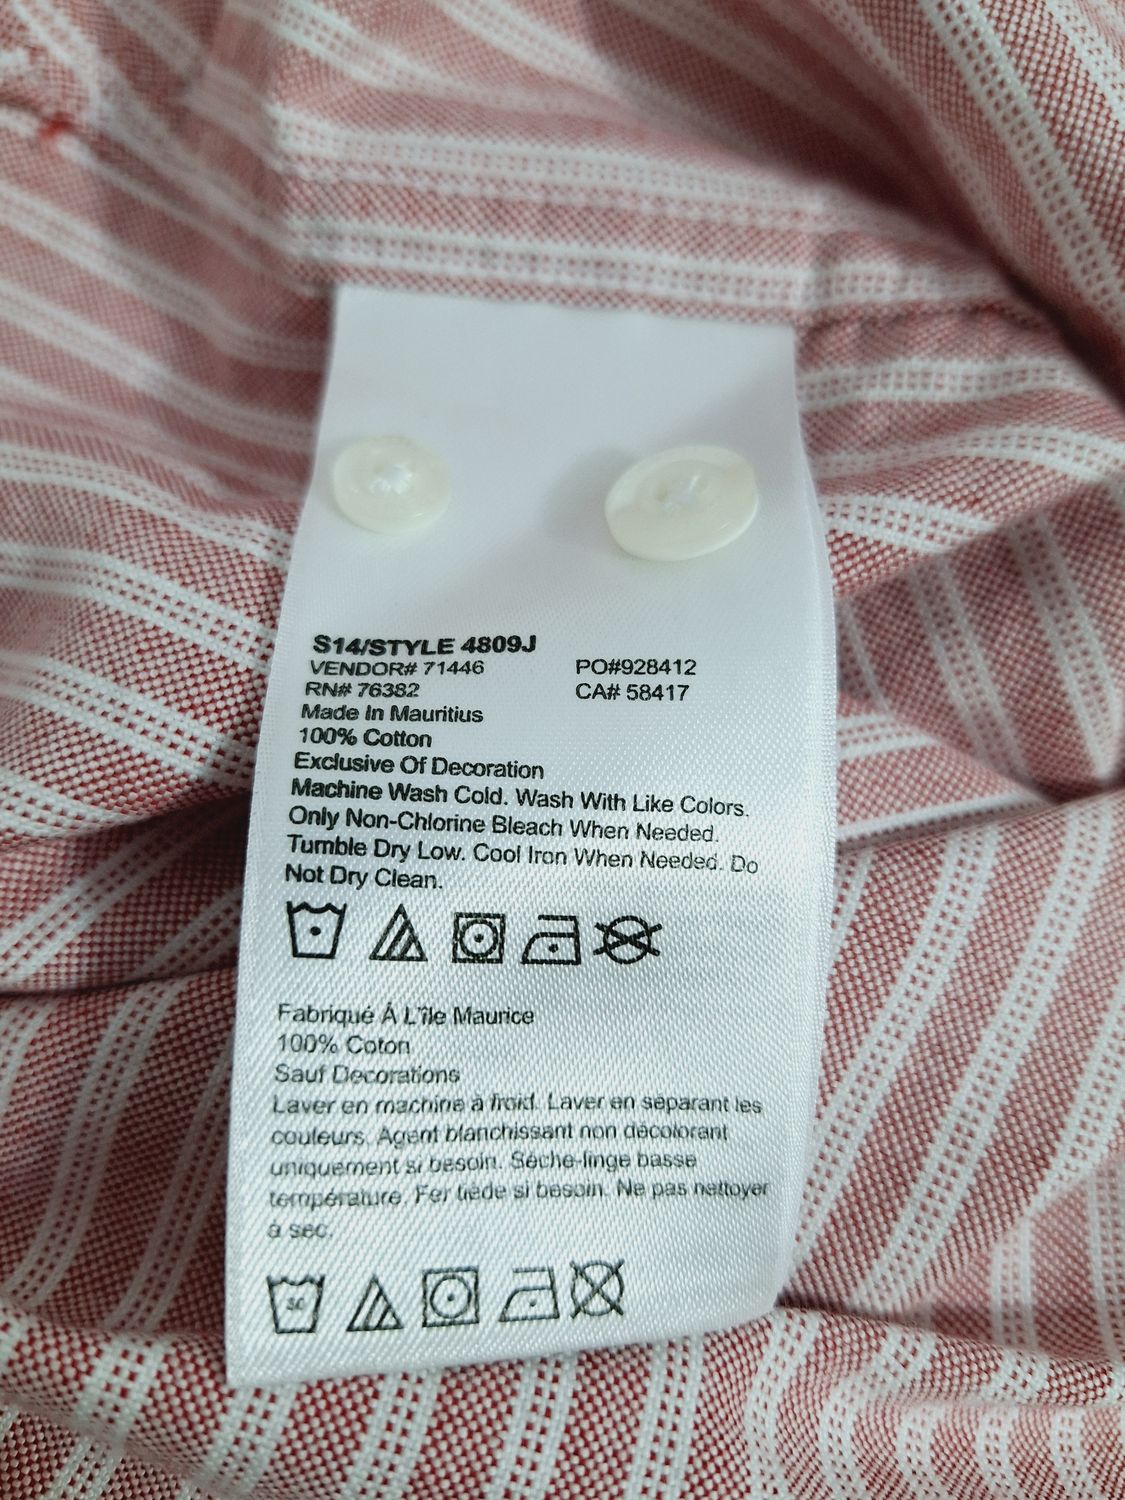 S14/STYLE 4809J
VENDOR# 71446 PO#928412
RN# 76382 CA# 58417
Made In Mauritius
100% Cotton
Exclusive Of Decoration
Machine Wash Cold. Wash With Like Colors.
Only Non-Chlorine Bleach When Needed.
Tumble Dry Low. Cool Iron When Needed. Do
Not Dry Clean.
Fabriqué À L'île Maurice
100% Coton
Sauf Decorations
Laver en machine à froid. Laver en séparant les
couleurs. Agent blanchissant non décolorant
uniquement si besoin. Sèche-linge basse
température. Fer tiède si besoin. Ne pas nettoyer
à sec.
30